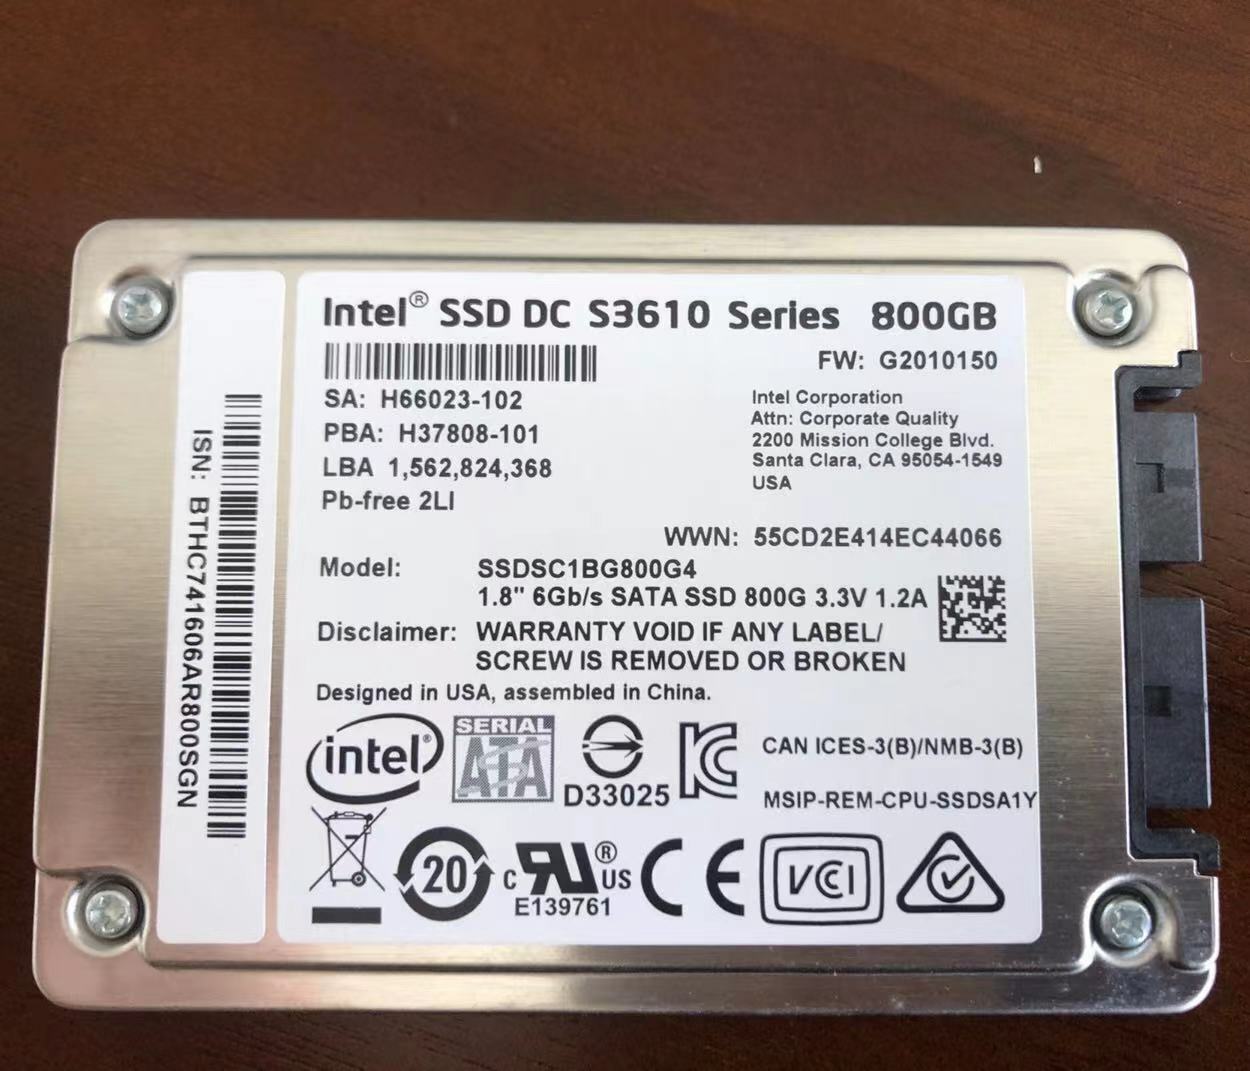 Intel® SSD DC S3610 Series 800GB
FW: G2010150
SA: H66023-102
PBA: H37808-101
LBA 1,562,824,368
Pb-free 2LI
Intel Corporation
Attn: Corporate Quality
2200 Mission College Blvd.
Santa Clara, CA 95054-1549
USA
WWN: 55CD2E414EC44066
Model: SSDSC1BG800G4
1.8" 6Gb/s SATA SSD 800G 3.3V 1.2A
Disclaimer: WARRANTY VOID IF ANY LABEL/
SCREW IS REMOVED OR BROKEN
Designed in USA, assembled in China.
intel®
SERIAL
ATA
D33025
CAN ICES-3(B)/NMB-3(B)
MSIP-REM-CPU-SSDSA1Y
20
c RU® US
E139761
CE
VCI
ISN: BTHC741606AR800SGN